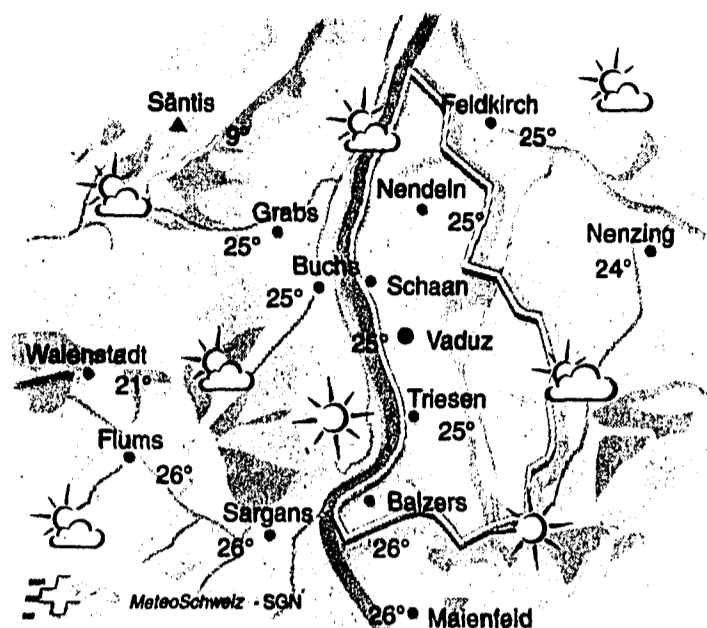 Säntis
9°
Feldkirch
25°
Nendeln
25°
Grabs
25°
Nenzing
24°
Buchs
25°
Schaan
Vaduz
25°
Walenstadt
21°
Triesen
25°
Flums
26°
Balzers
26°
Sargans
26°
MeteoSchweiz - SGN
26°
Maienfeld